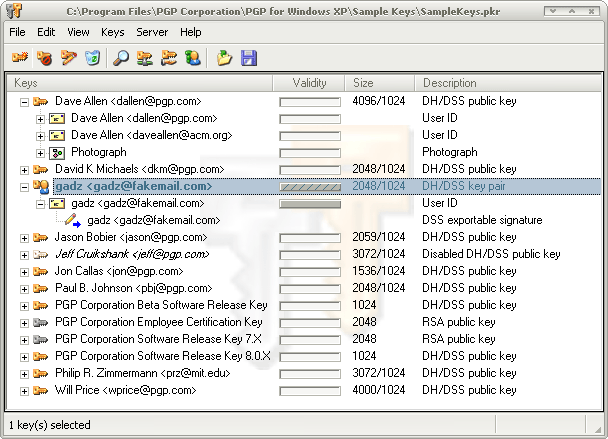 C:\Program Files\PGP Corporation\PGP for Windows XP\Sample Keys\SampleKeys.pkr
File Edit View Keys Server Help
Keys Validity Size Description
Dave Allen <dallen@pgp.com> 4096/1024 DH/DSS public key
Dave Allen <dallen@pgp.com> User ID
Dave Allen <daveallen@acm.org> User ID
Photograph Photograph
David K Michaels <dkm@pgp.com> 2048/1024 DH/DSS public key
gadz <gadz@fakemail.com> 2048/1024 DH/DSS key pair
gadz <gadz@fakemail.com> User ID
gadz <gadz@fakemail.com> DSS exportable signature
Jason Bobier <jason@pgp.com> 2059/1024 DH/DSS public key
Jeff Cruikshank <jeff@pgp.com> 3072/1024 Disabled DH/DSS public key
Jon Callas <jon@pgp.com> 1536/1024 DH/DSS public key
Paul B. Johnson <pbj@pgp.com> 2048/1024 DH/DSS public key
PGP Corporation Beta Software Release Key 1024 DH/DSS public key
PGP Corporation Employee Certification Key 2048 RSA public key
PGP Corporation Software Release Key 7.X 2048 RSA public key
PGP Corporation Software Release Key 8.0.X 1024 DH/DSS public key
Philip R. Zimmermann <prz@mit.edu> 3072/1024 DH/DSS public key
Will Price <wprice@pgp.com> 4000/1024 DH/DSS public key
1 key(s) selected